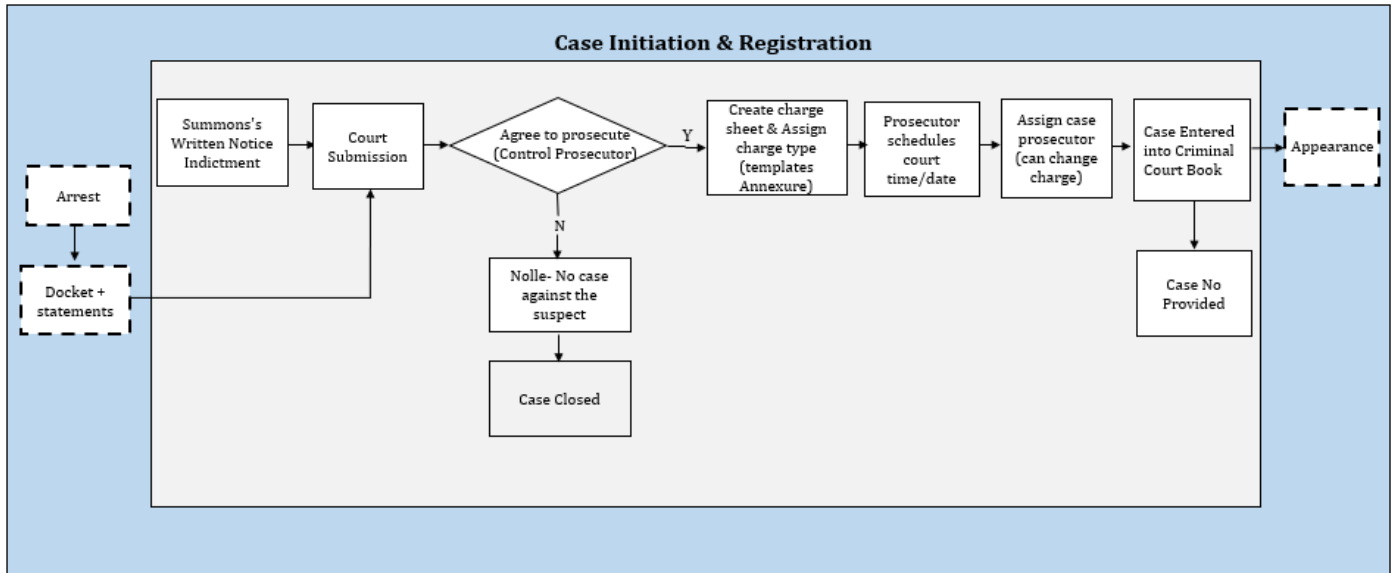 Case Initiation & Registration
Arrest
Docket +
statements
Summons's
Written Notice
Indictment
Court
Submission
Agree to prosecute
(Control Prosecutor)
Y
N
Nolle- No case
against the
suspect
Case Closed
Create charge
sheet & Assign
charge type
(templates
Annexure)
Prosecutor
schedules
court
time/date
Assign case
prosecutor
(can change
charge)
Case Entered
into Criminal
Court Book
Case No
Provided
Appearance